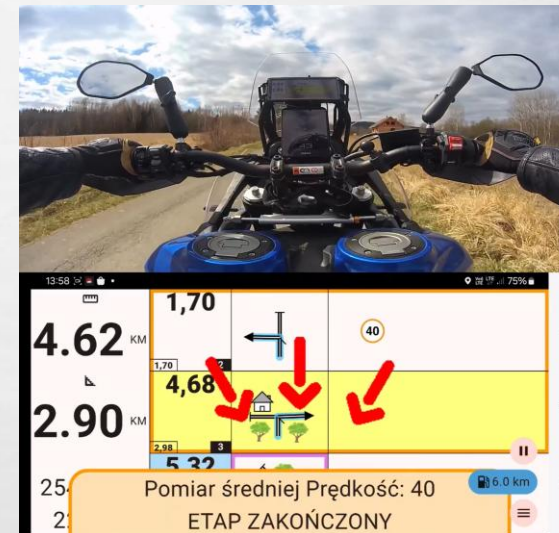 13:58
75%
1,70
4.62 KM
40
1,70 2
4,68
2.90 KM
2,98 3
5,32
6.0 km
Pomiar średniej Prędkość: 40
ETAP ZAKOŃCZONY